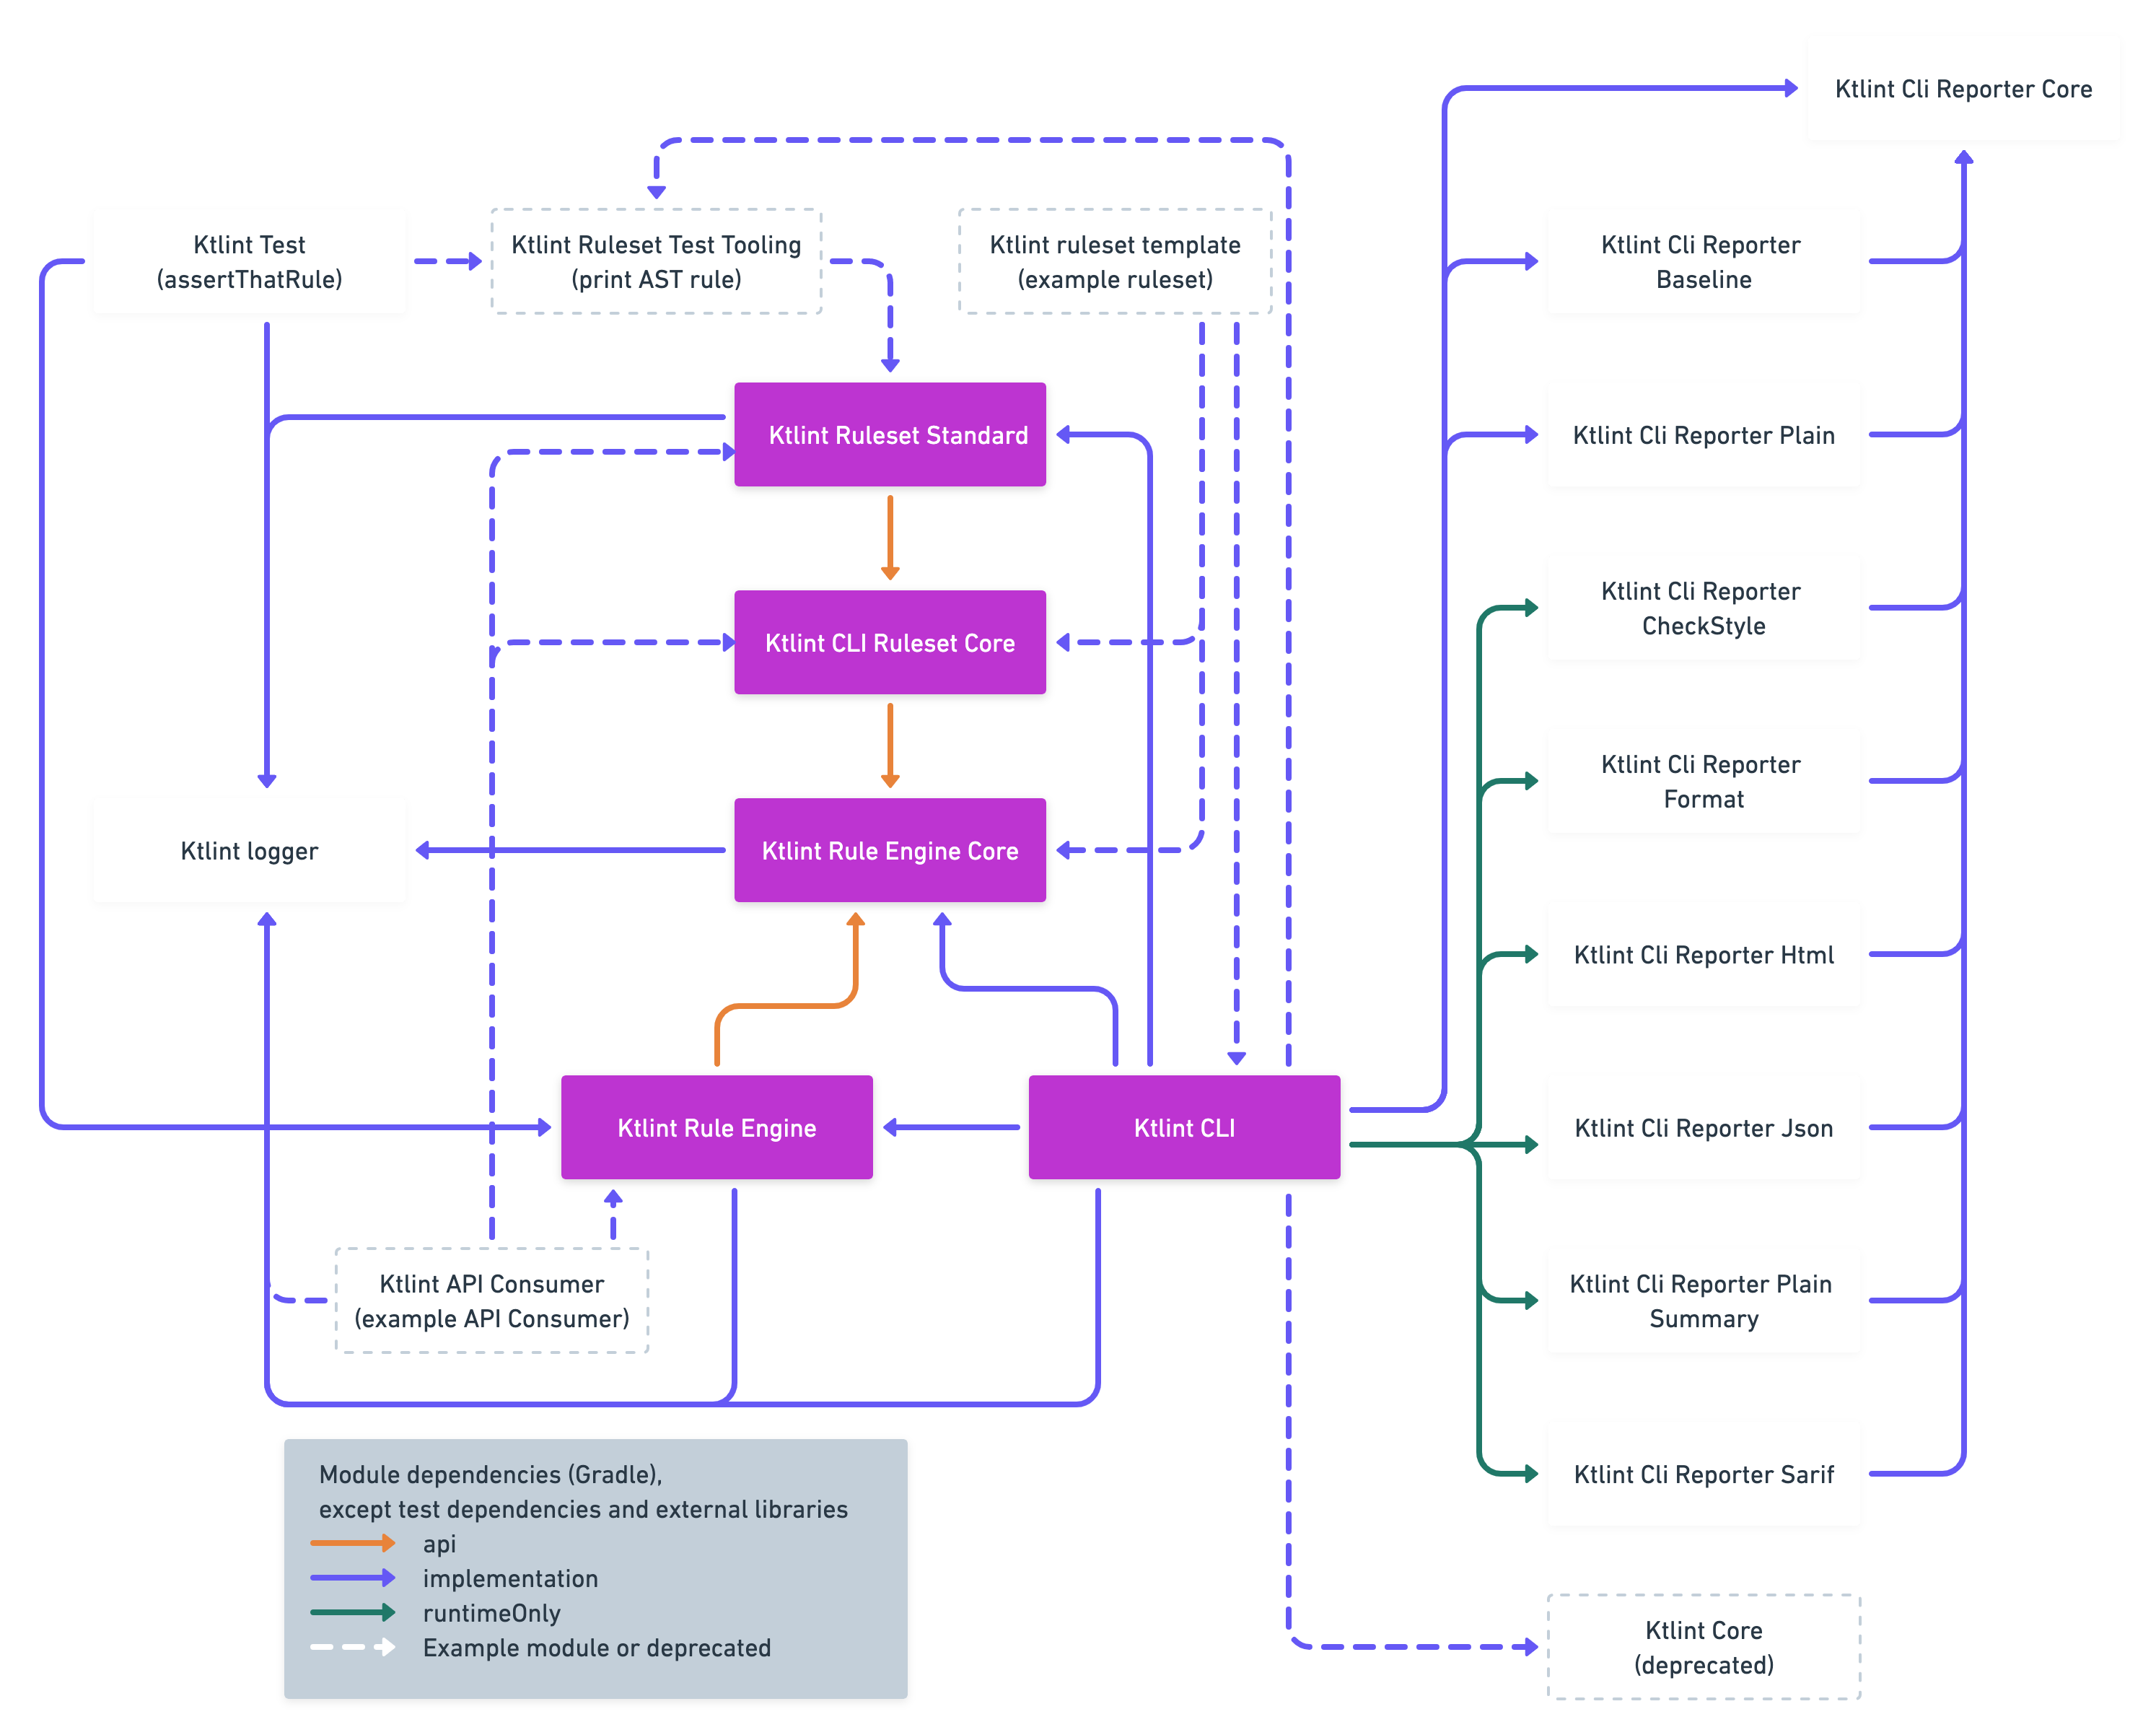 Ktlint Cli Reporter Core
Ktlint Test
(assertThatRule)
Ktlint Ruleset Test Tooling
(print AST rule)
Ktlint ruleset template
(example ruleset)
Ktlint Cli Reporter
Baseline
Ktlint Ruleset Standard
Ktlint Cli Reporter Plain
Ktlint CLI Ruleset Core
Ktlint Cli Reporter
CheckStyle
Ktlint logger
Ktlint Rule Engine Core
Ktlint Cli Reporter
Format
Ktlint Cli Reporter Html
Ktlint Rule Engine
Ktlint CLI
Ktlint Cli Reporter Json
Ktlint API Consumer
(example API Consumer)
Ktlint Cli Reporter Plain
Summary
Ktlint Cli Reporter Sarif
Module dependencies (Gradle),
except test dependencies and external libraries
api
implementation
runtimeOnly
Example module or deprecated
Ktlint Core
(deprecated)